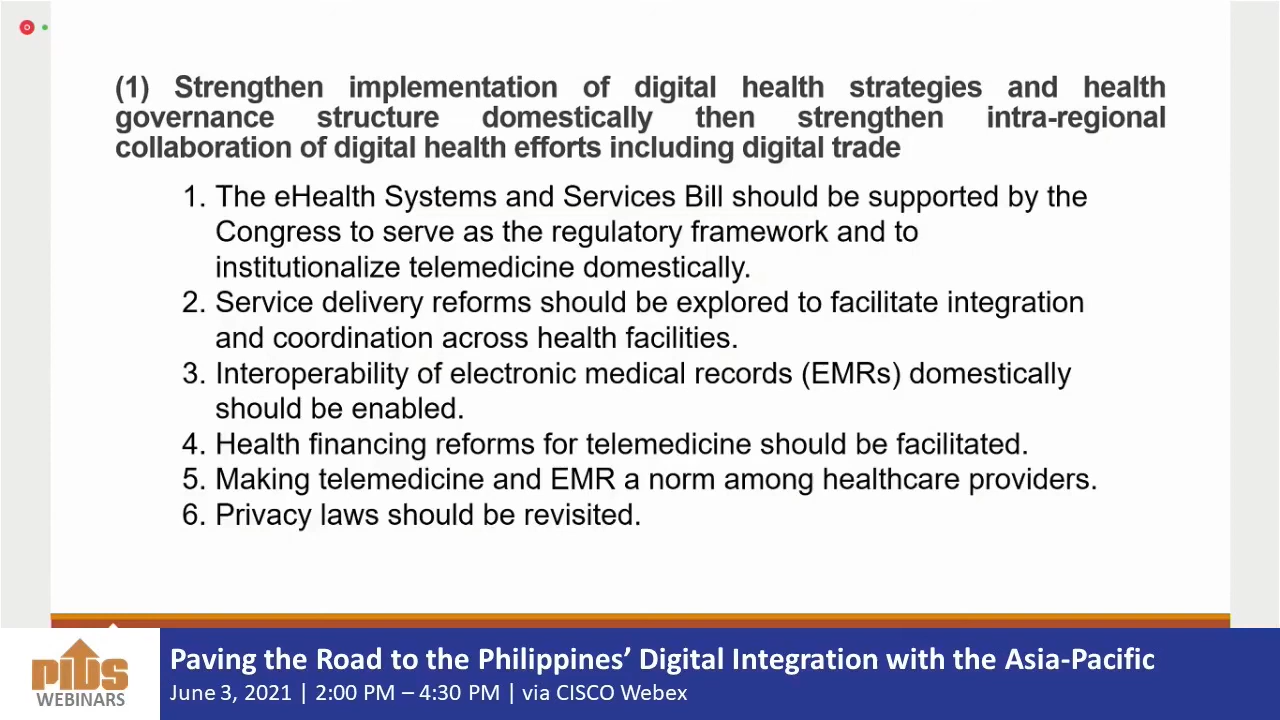 (1) Strengthen implementation of digital health strategies and health
governance structure domestically then strengthen intra-regional
collaboration of digital health efforts including digital trade
1. The eHealth Systems and Services Bill should be supported by the
Congress to serve as the regulatory framework and to
institutionalize telemedicine domestically.
2. Service delivery reforms should be explored to facilitate integration
and coordination across health facilities.
3. Interoperability of electronic medical records (EMRs) domestically
should be enabled.
4. Health financing reforms for telemedicine should be facilitated.
5. Making telemedicine and EMR a norm among healthcare providers.
6. Privacy laws should be revisited.
PIDS
WEBINARS
Paving the Road to the Philippines’ Digital Integration with the Asia-Pacific
June 3, 2021 | 2:00 PM – 4:30 PM | via CISCO Webex